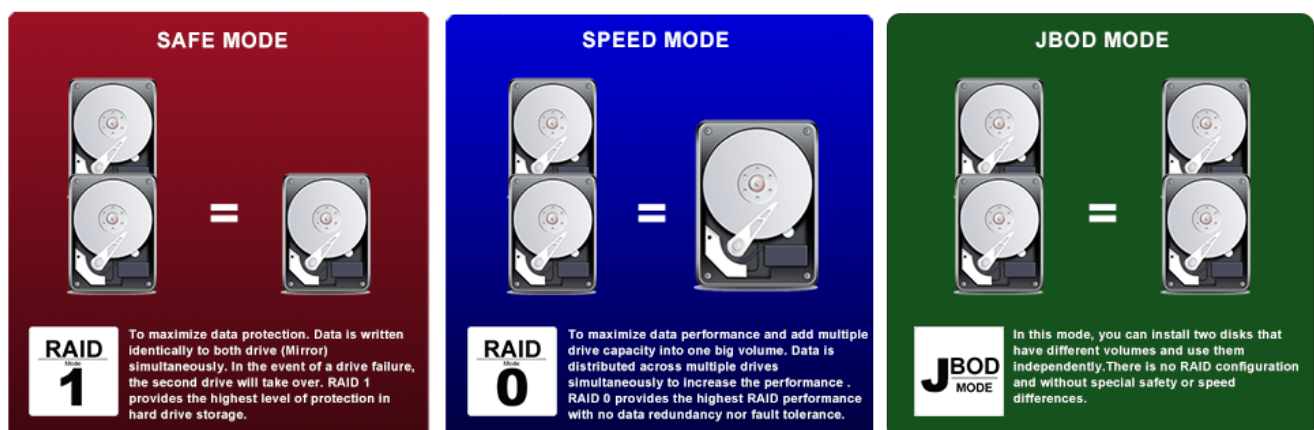 SAFE MODE
=
RAID
Mode
1
To maximize data protection. Data is written
identically to both drive (Mirror)
simultaneously. In the event of a drive failure,
the second drive will take over. RAID 1
provides the highest level of protection in
hard drive storage.
SPEED MODE
=
RAID
Mode
0
To maximize data performance and add multiple
drive capacity into one big volume. Data is
distributed across multiple drives
simultaneously to increase the performance .
RAID 0 provides the highest RAID performance
with no data redundancy nor fault tolerance.
JBOD MODE
=
JBOD
MODE
In this mode, you can install two disks that
have different volumes and use them
independently.There is no RAID configuration
and without special safety or speed
differences.